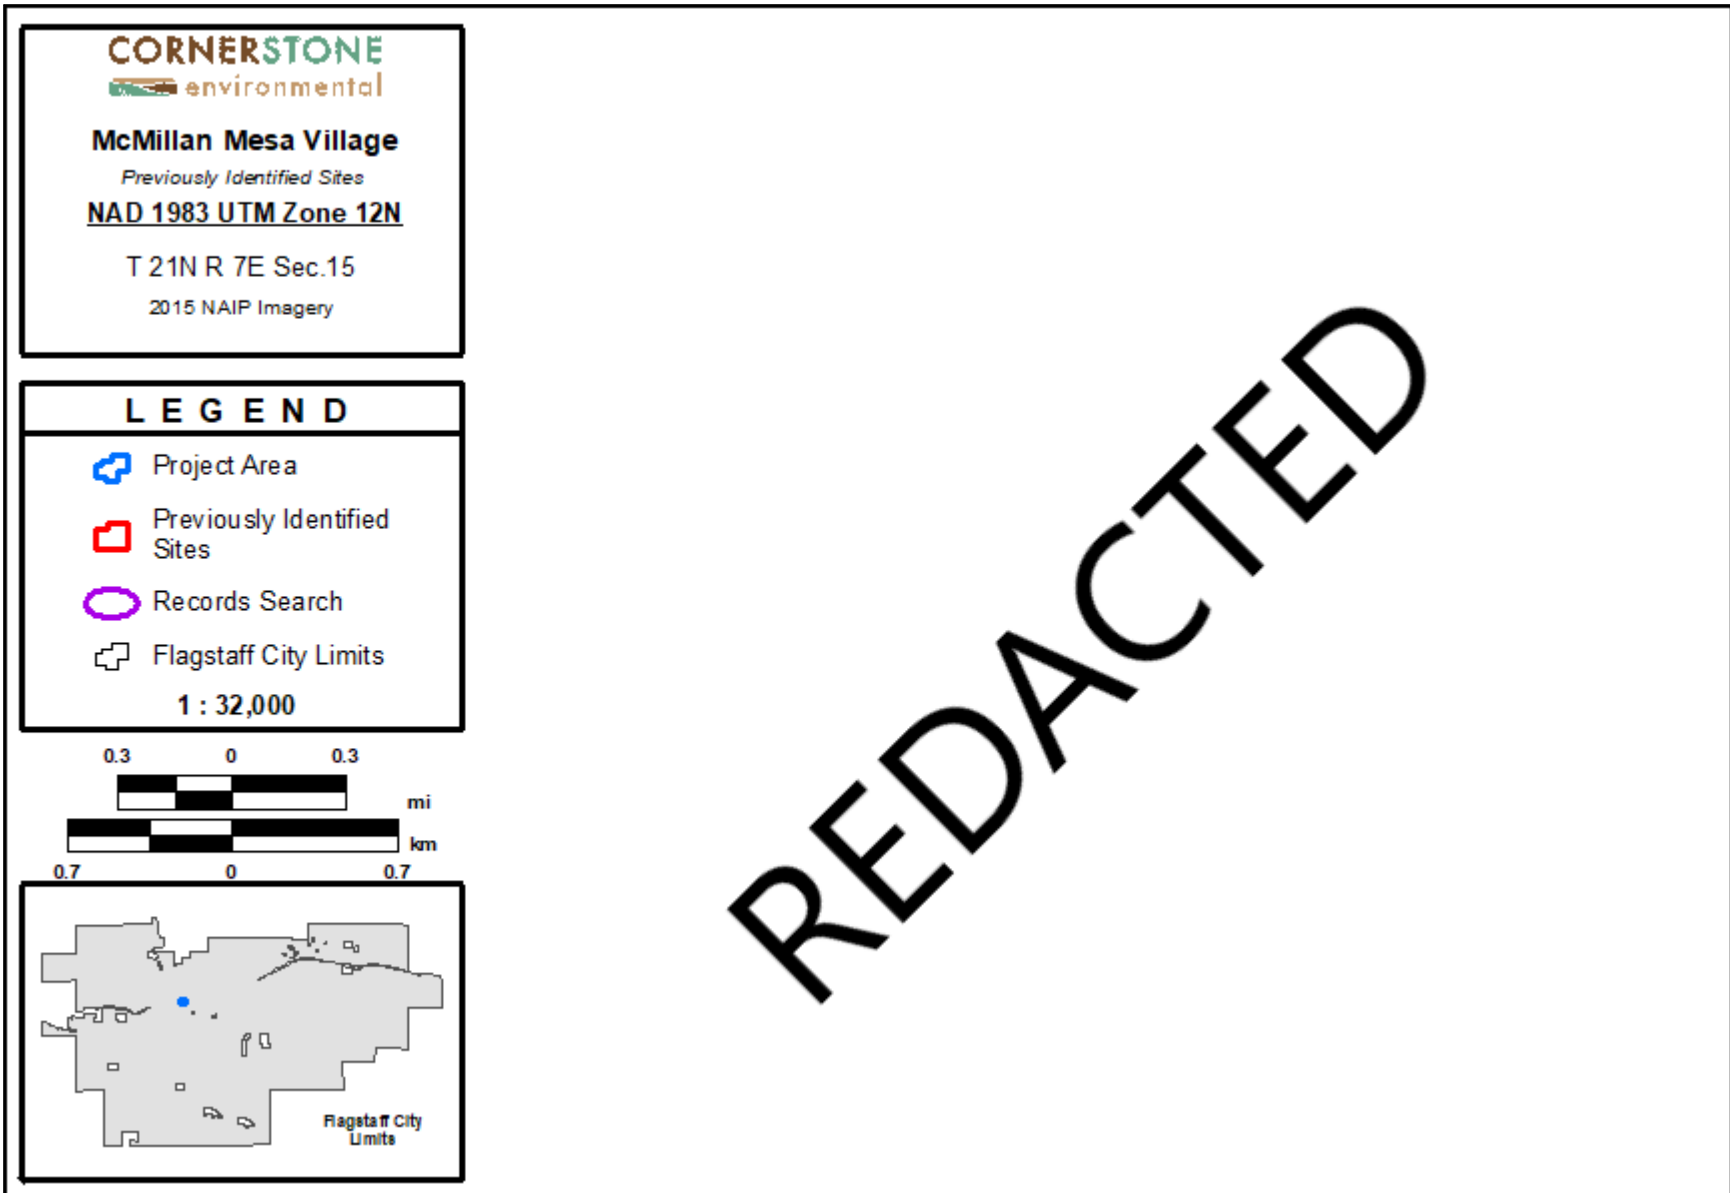 CORNERSTONE
environmental
McMillan Mesa Village
Previously Identified Sites
NAD 1983 UTM Zone 12N
T 21N R 7E Sec.15
2015 NAIP Imagery
LEGEND
Project Area
Previously Identified
Sites
Records Search
Flagstaff City Limits
1 : 32,000
0.3 0 0.3
mi
km
0.7 0 0.7
Flagstaff City
Limits
REDACTED